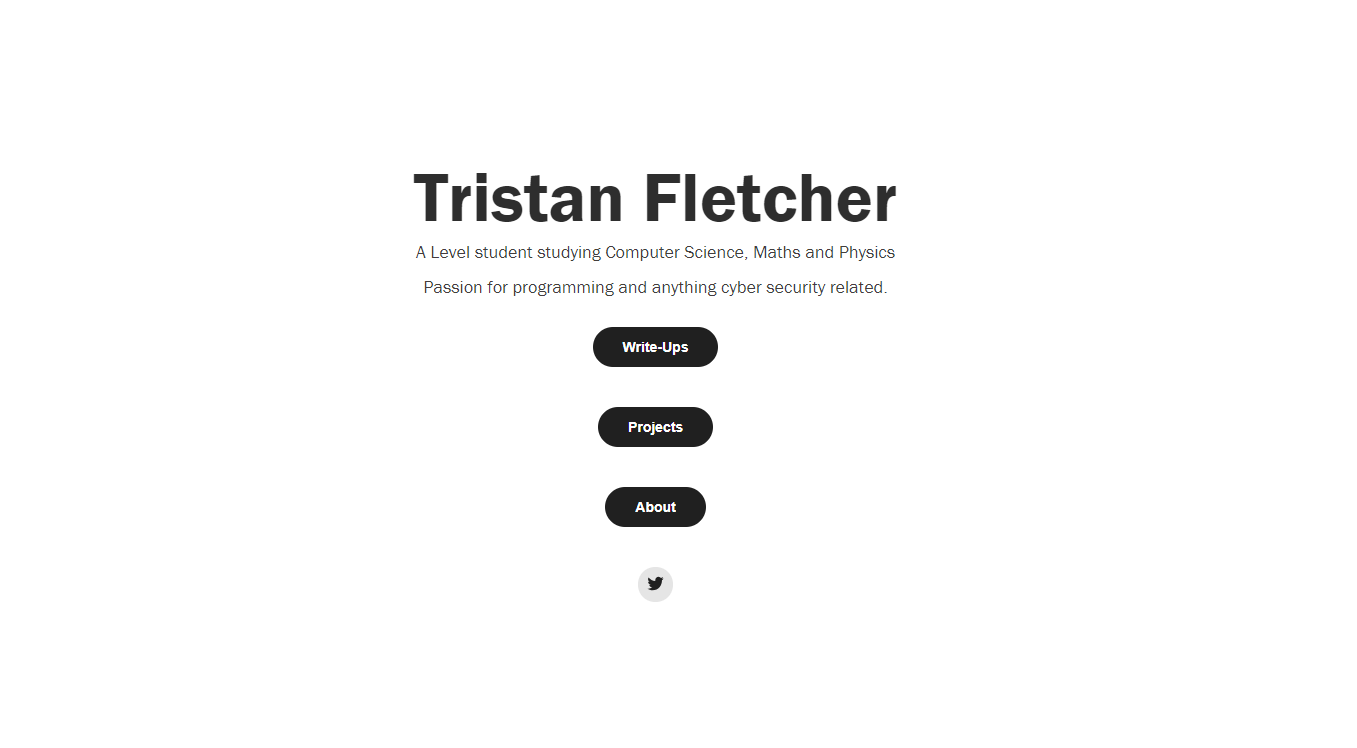 Tristan Fletcher
A Level student studying Computer Science, Maths and Physics
Passion for programming and anything cyber security related.
Write-Ups
Projects
About